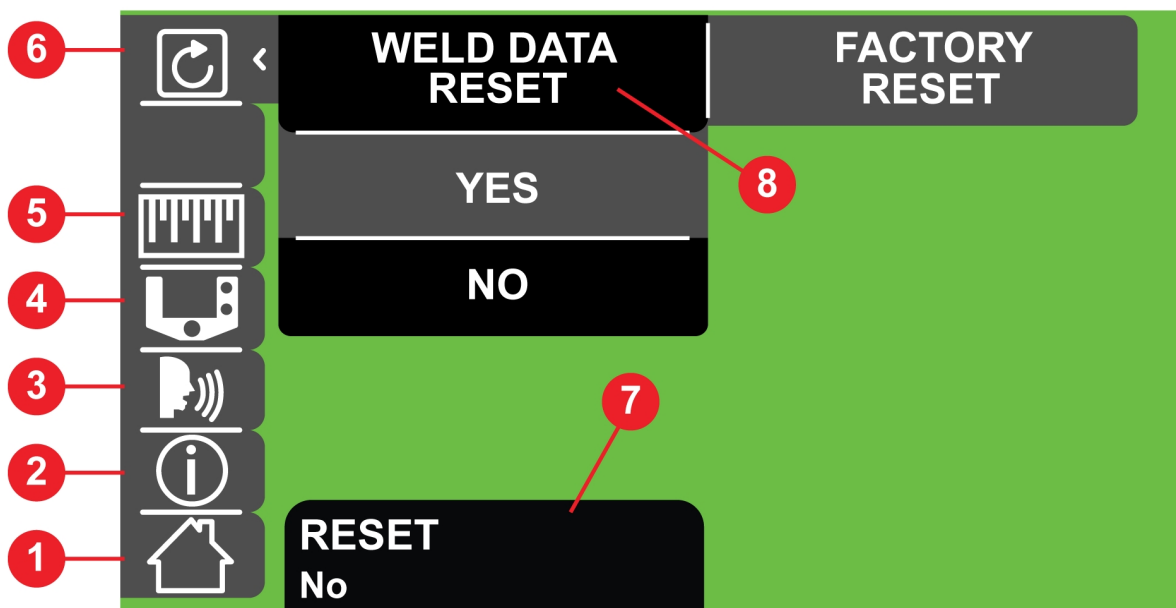 6
WELD DATA
RESET
FACTORY
RESET
YES
8
5
NO
4
3
7
2
RESET
No
1